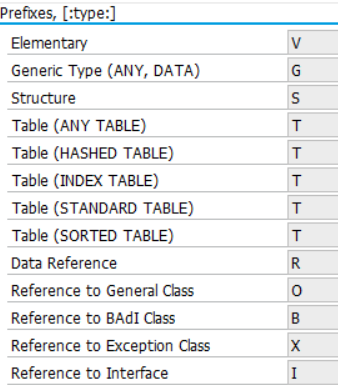 Prefixes, [:type:]
Elementary V
Generic Type (ANY, DATA) G
Structure S
Table (ANY TABLE) T
Table (HASHED TABLE) T
Table (INDEX TABLE) T
Table (STANDARD TABLE) T
Table (SORTED TABLE) T
Data Reference R
Reference to General Class O
Reference to BAdI Class B
Reference to Exception Class X
Reference to Interface I